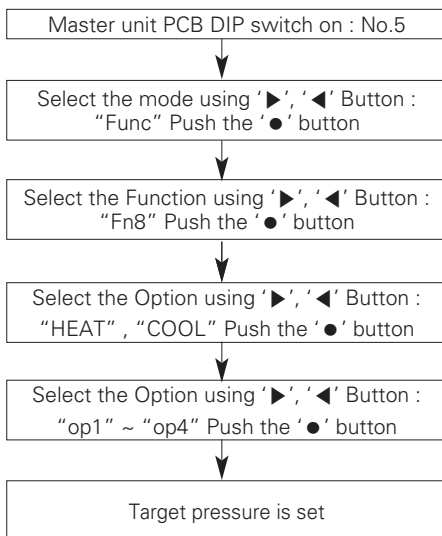 Master unit PCB DIP switch on : No.5
Select the mode using ‘▶’, ‘◀’ Button :
“Func” Push the ‘●’ button
Select the Function using ‘▶’, ‘◀’ Button :
“Fn8” Push the ‘●’ button
Select the Option using ‘▶’, ‘◀’ Button :
“HEAT” , “COOL” Push the ‘●’ button
Select the Option using ‘▶’, ‘◀’ Button :
“op1” ~ “op4” Push the ‘●’ button
Target pressure is set